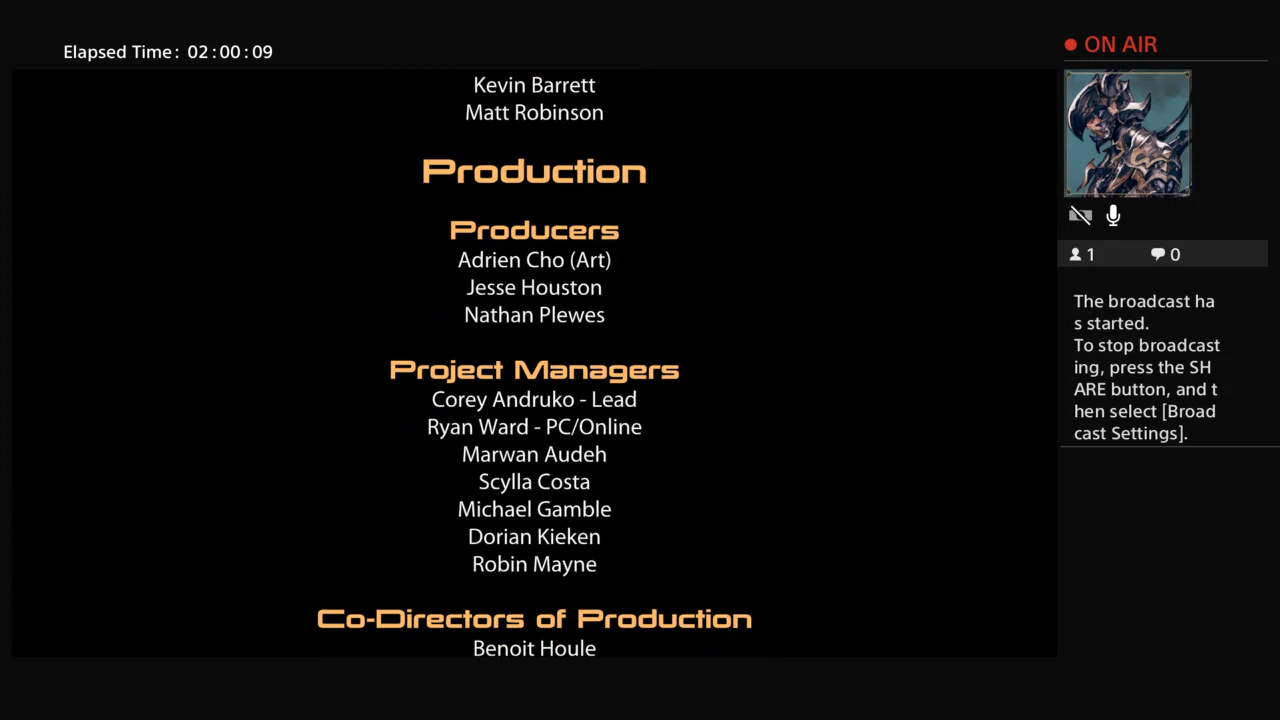 Elapsed Time: 02:00:09
ON AIR
Kevin Barrett
Matt Robinson
Production
Producers
Adrien Cho (Art)
Jesse Houston
Nathan Plewes
Project Managers
Corey Andruko - Lead
Ryan Ward - PC/Online
Marwan Audeh
Scylla Costa
Michael Gamble
Dorian Kieken
Robin Mayne
Co-Directors of Production
Benoit Houle
1 0
The broadcast ha
s started.
To stop broadcast
ing, press the SH
ARE button, and t
hen select [Broad
cast Settings].